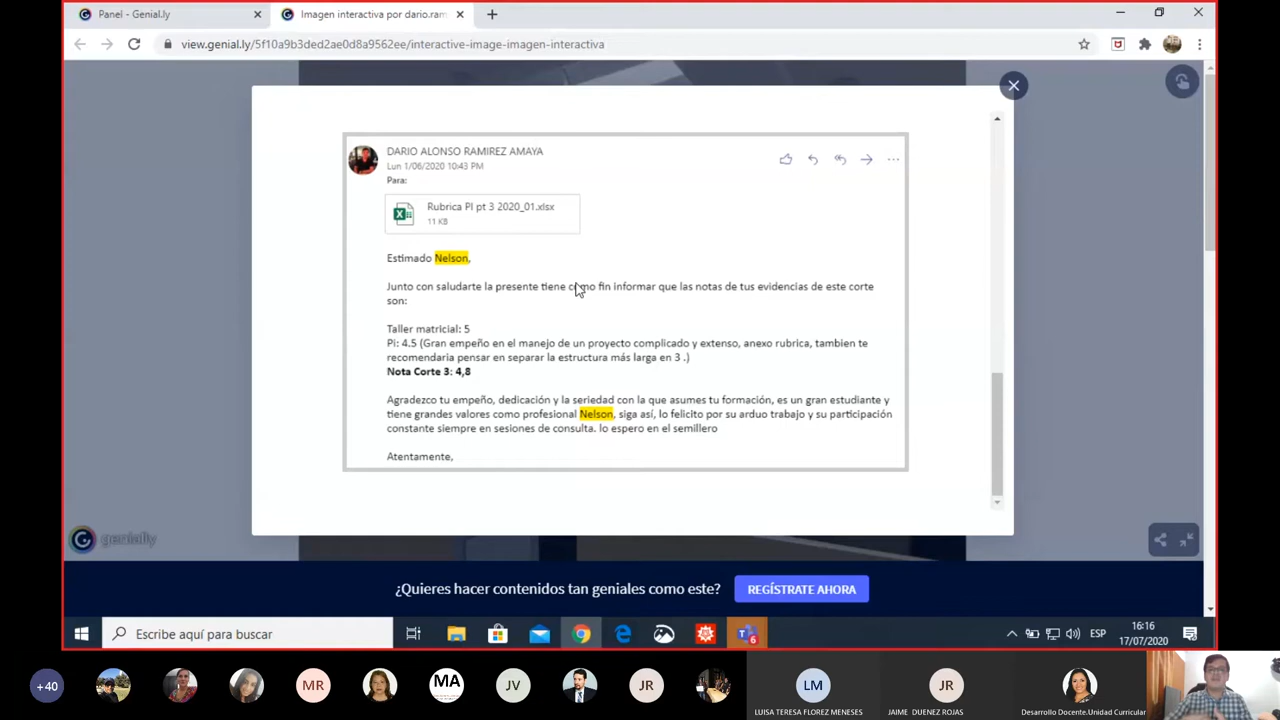 Panel - Genial.ly
Imagen interactiva por dario.ram
view.genial.ly/5f10a9b3ded2ae0d8a9562ee/interactive-image-imagen-interactiva
DARIO ALONSO RAMIREZ AMAYA
Lun 1/06/2020 10:43 PM
Para:
Rubrica PI pt 3 2020_01.xlsx
11 KB
Estimado Nelson,
Junto con saludarte la presente tiene como fin informar que las notas de tus evidencias de este corte
son:
Taller matricial: 5
Pi: 4.5 (Gran empeño en el manejo de un proyecto complicado y extenso, anexo rubrica, tambien te
recomendaria pensar en separar la estructura más larga en 3 .)
Nota Corte 3: 4,8
Agradezco tu empeño, dedicación y la seriedad con la que asumes tu formación, es un gran estudiante y
tiene grandes valores como profesional Nelson, siga así, lo felicito por su arduo trabajo y su participación
constante siempre en sesiones de consulta. lo espero en el semillero
Atentamente,
genially
¿Quieres hacer contenidos tan geniales como este?
REGÍSTRATE AHORA
Escribe aquí para buscar
6
ESP
16:16
17/07/2020
+40
MR
MA
JV
JR
LM
JR
LUISA TERESA FLOREZ MENESES
JAIME DUENEZ ROJAS
Desarrollo Docente.Unidad Curricular